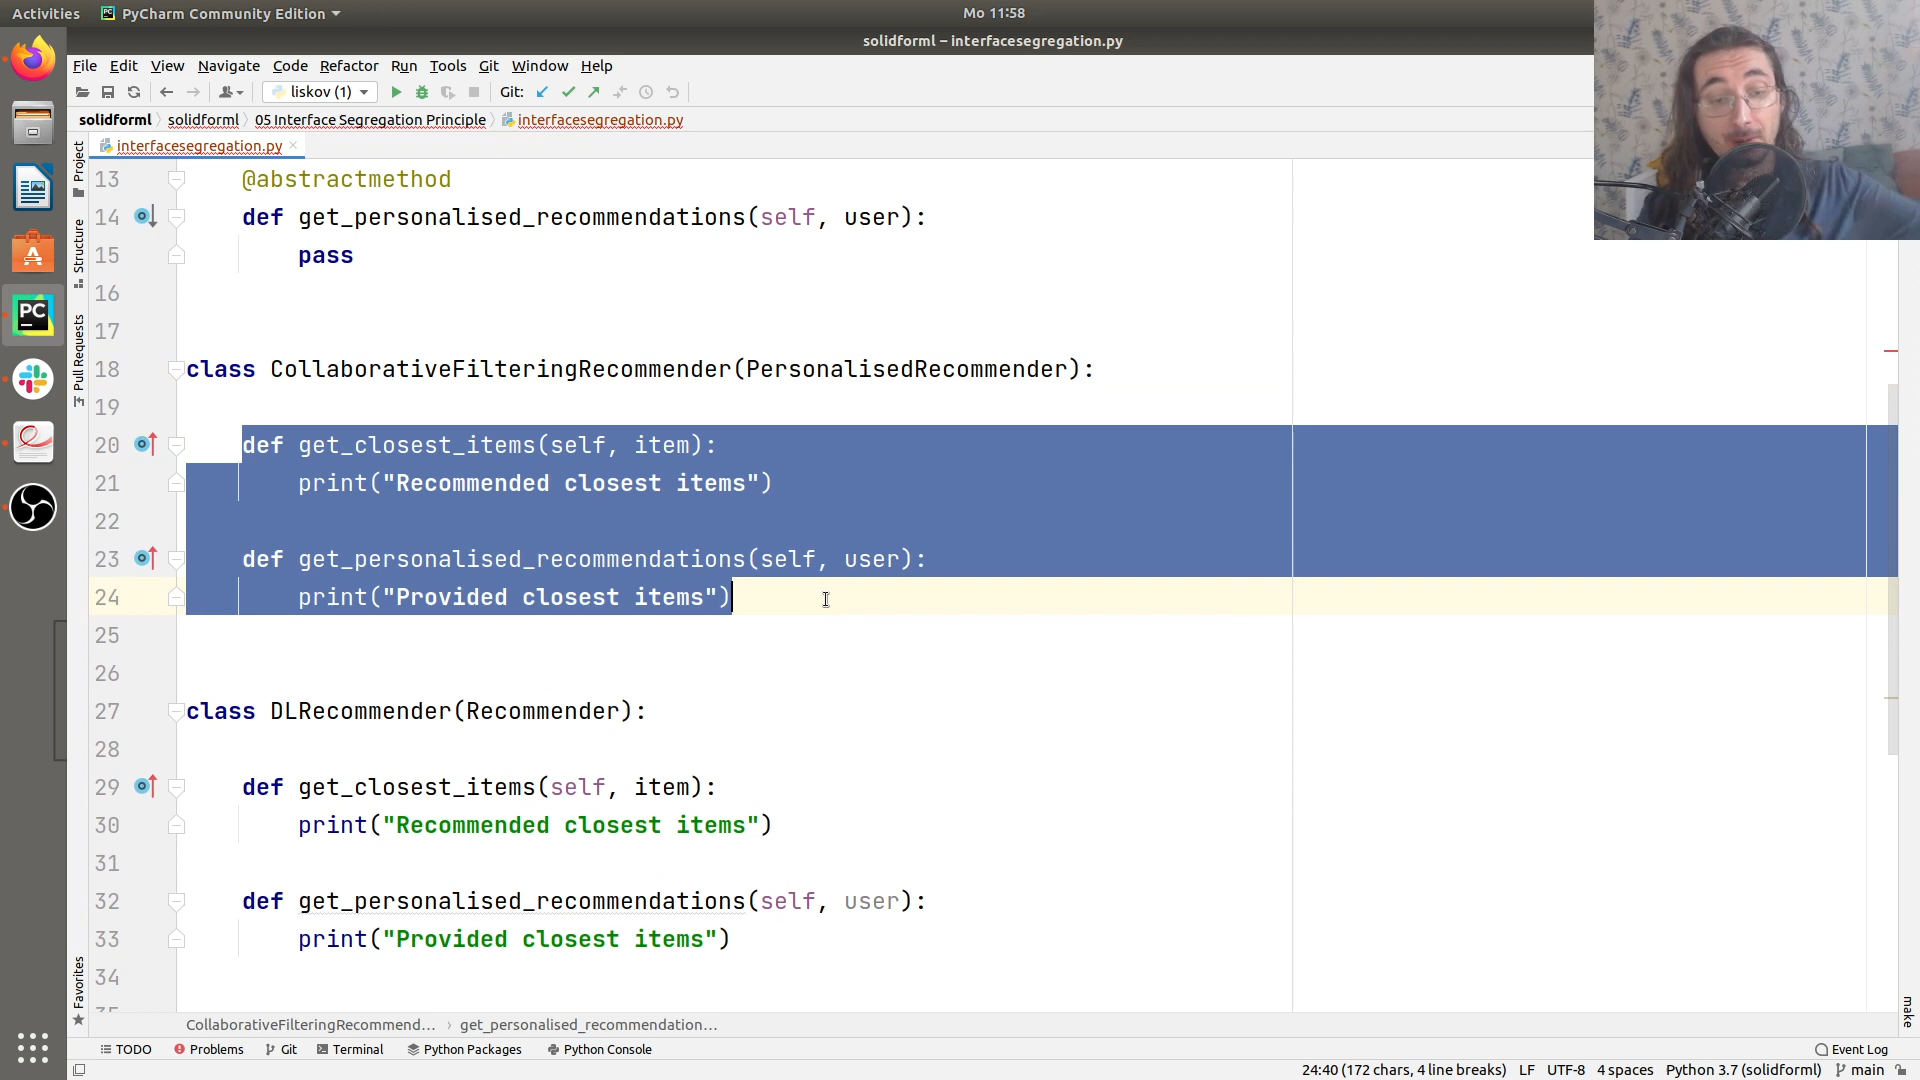 Activities
PyCharm Community Edition
Mo 11:58
solidforml – interfacesegregation.py
File Edit View Navigate Code Refactor Run Tools Git Window Help
liskov (1)
Git:
solidforml
solidforml
05 Interface Segregation Principle
interfacesegregation.py
interfacesegregation.py
Project
Structure
Pull Requests
Favorites
13 @abstractmethod
14 def get_personalised_recommendations(self, user):
15 pass
16
17
18 class CollaborativeFilteringRecommender(PersonalisedRecommender):
19
20 def get_closest_items(self, item):
21 print("Recommended closest items")
22
23 def get_personalised_recommendations(self, user):
24 print("Provided closest items")
25
26
27 class DLRecommender(Recommender):
28
29 def get_closest_items(self, item):
30 print("Recommended closest items")
31
32 def get_personalised_recommendations(self, user):
33 print("Provided closest items")
34
35
make
CollaborativeFilteringRecommend... › get_personalised_recommendation...
TODO
Problems
Git
Terminal
Python Packages
Python Console
Event Log
24:40 (172 chars, 4 line breaks) LF UTF-8 4 spaces Python 3.7 (solidforml) main